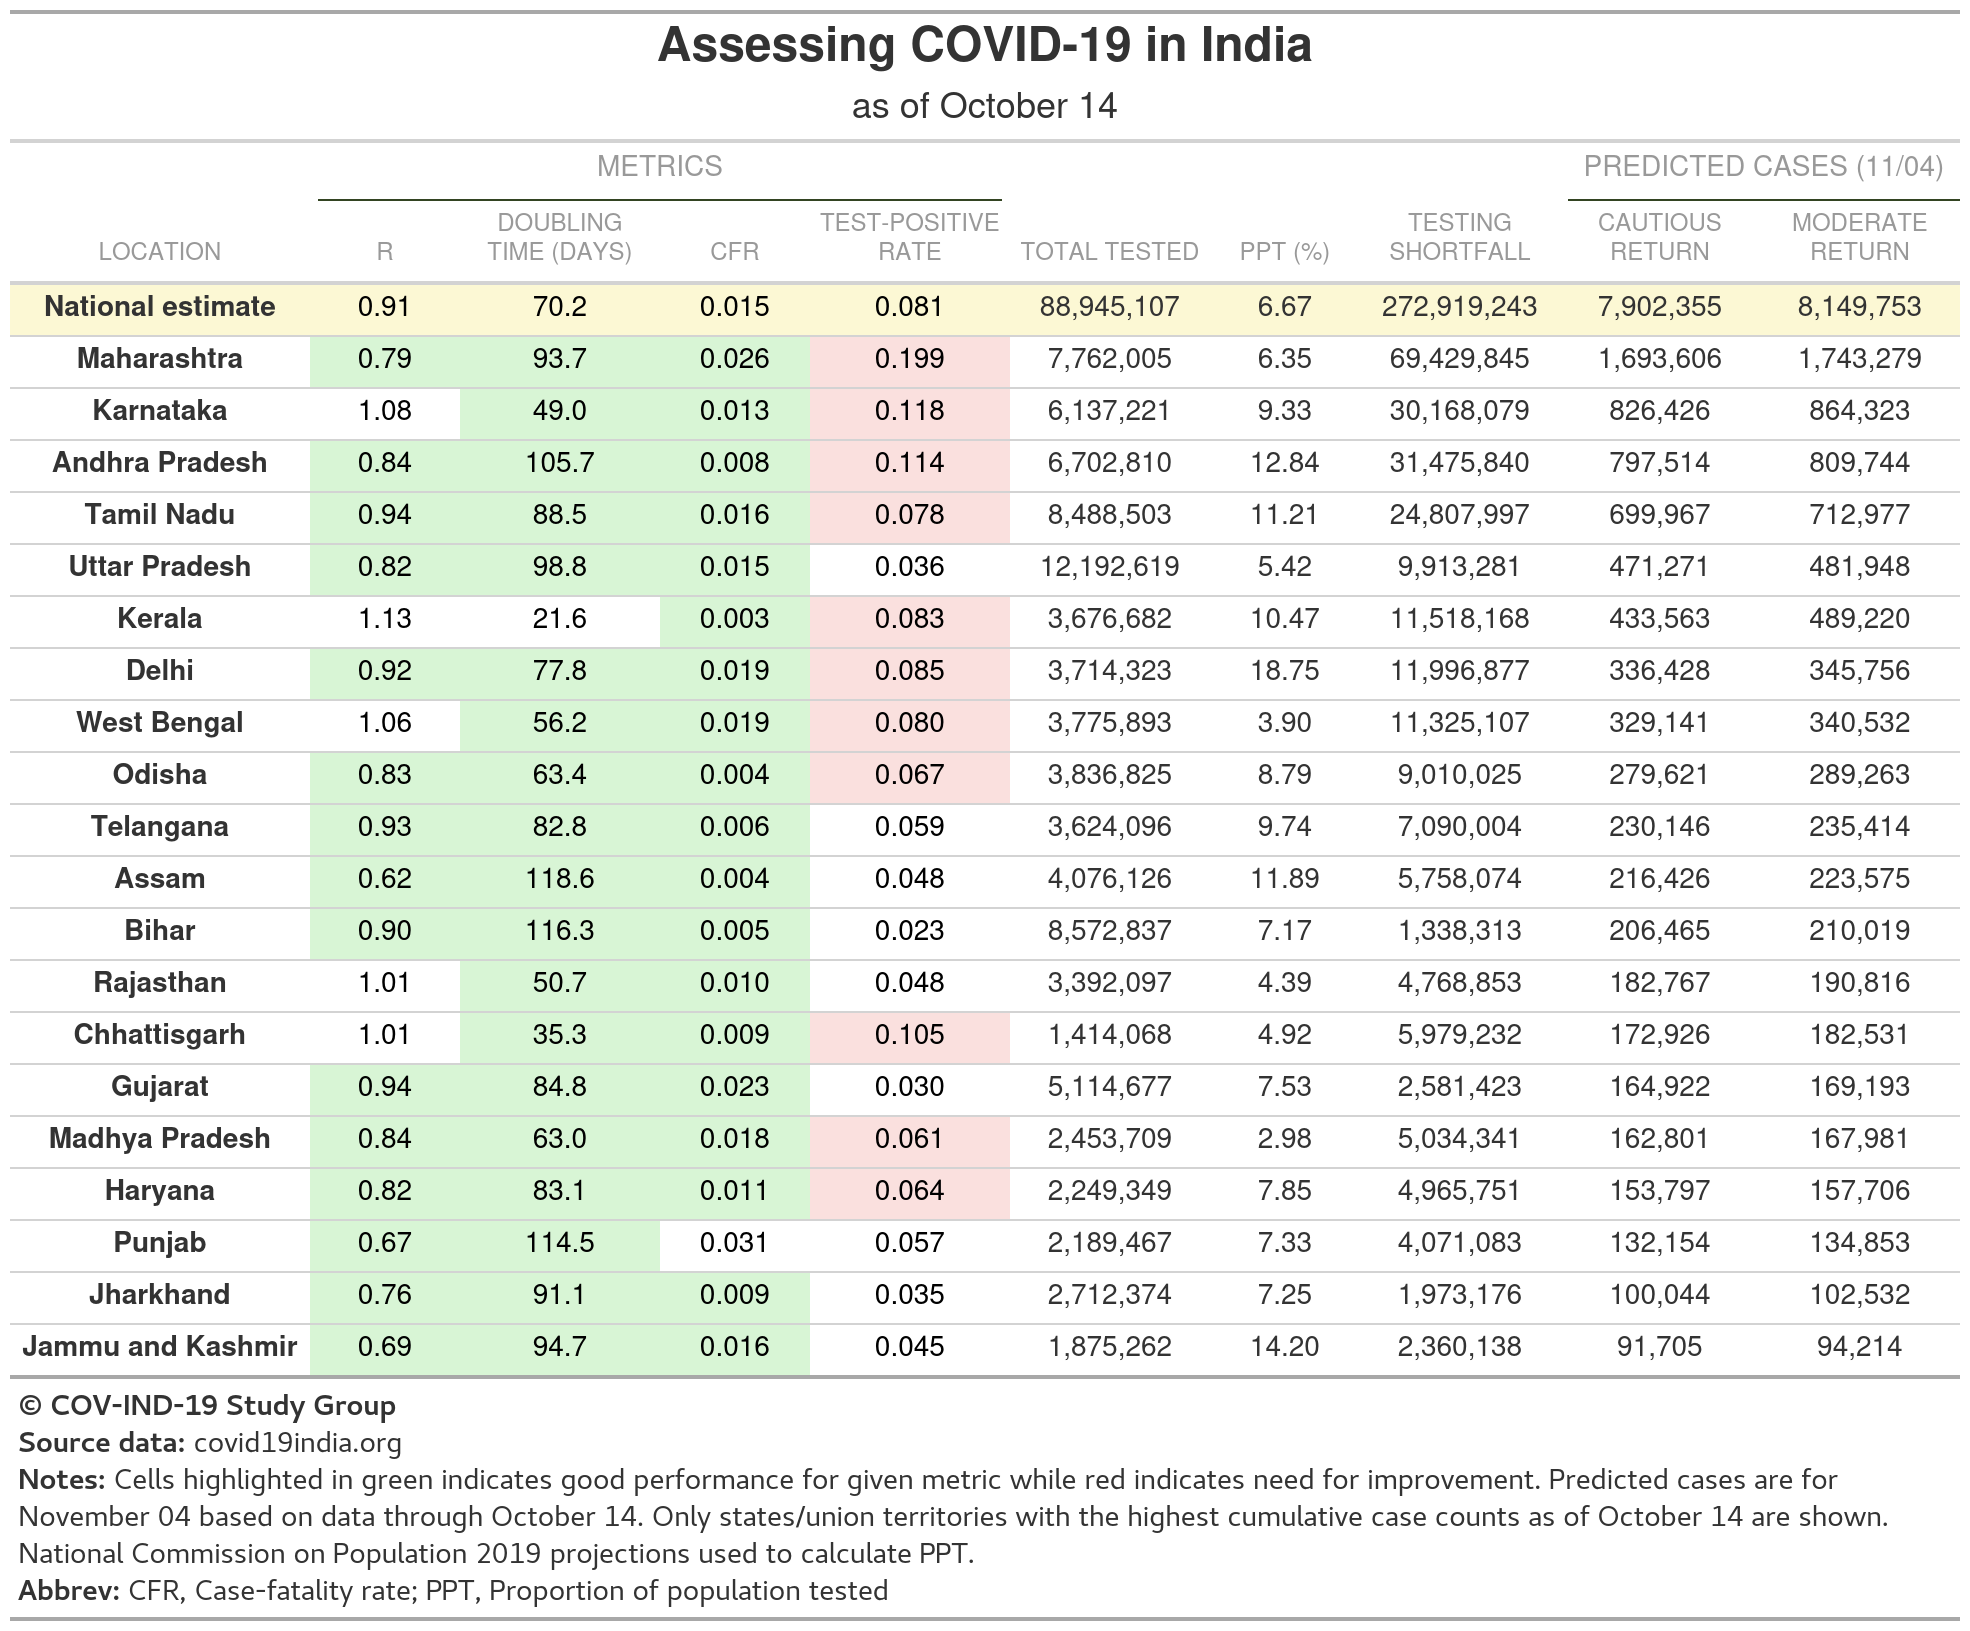 Assessing COVID-19 in India
as of October 14
METRICS PREDICTED CASES (11/04)
LOCATION R DOUBLING TIME (DAYS) CFR TEST-POSITIVE RATE TOTAL TESTED PPT (%) TESTING SHORTFALL CAUTIOUS RETURN MODERATE RETURN
National estimate 0.91 70.2 0.015 0.081 88,945,107 6.67 272,919,243 7,902,355 8,149,753
Maharashtra 0.79 93.7 0.026 0.199 7,762,005 6.35 69,429,845 1,693,606 1,743,279
Karnataka 1.08 49.0 0.013 0.118 6,137,221 9.33 30,168,079 826,426 864,323
Andhra Pradesh 0.84 105.7 0.008 0.114 6,702,810 12.84 31,475,840 797,514 809,744
Tamil Nadu 0.94 88.5 0.016 0.078 8,488,503 11.21 24,807,997 699,967 712,977
Uttar Pradesh 0.82 98.8 0.015 0.036 12,192,619 5.42 9,913,281 471,271 481,948
Kerala 1.13 21.6 0.003 0.083 3,676,682 10.47 11,518,168 433,563 489,220
Delhi 0.92 77.8 0.019 0.085 3,714,323 18.75 11,996,877 336,428 345,756
West Bengal 1.06 56.2 0.019 0.080 3,775,893 3.90 11,325,107 329,141 340,532
Odisha 0.83 63.4 0.004 0.067 3,836,825 8.79 9,010,025 279,621 289,263
Telangana 0.93 82.8 0.006 0.059 3,624,096 9.74 7,090,004 230,146 235,414
Assam 0.62 118.6 0.004 0.048 4,076,126 11.89 5,758,074 216,426 223,575
Bihar 0.90 116.3 0.005 0.023 8,572,837 7.17 1,338,313 206,465 210,019
Rajasthan 1.01 50.7 0.010 0.048 3,392,097 4.39 4,768,853 182,767 190,816
Chhattisgarh 1.01 35.3 0.009 0.105 1,414,068 4.92 5,979,232 172,926 182,531
Gujarat 0.94 84.8 0.023 0.030 5,114,677 7.53 2,581,423 164,922 169,193
Madhya Pradesh 0.84 63.0 0.018 0.061 2,453,709 2.98 5,034,341 162,801 167,981
Haryana 0.82 83.1 0.011 0.064 2,249,349 7.85 4,965,751 153,797 157,706
Punjab 0.67 114.5 0.031 0.057 2,189,467 7.33 4,071,083 132,154 134,853
Jharkhand 0.76 91.1 0.009 0.035 2,712,374 7.25 1,973,176 100,044 102,532
Jammu and Kashmir 0.69 94.7 0.016 0.045 1,875,262 14.20 2,360,138 91,705 94,214
© COV-IND-19 Study Group
Source data: covid19india.org
Notes: Cells highlighted in green indicates good performance for given metric while red indicates need for improvement. Predicted cases are for
November 04 based on data through October 14. Only states/union territories with the highest cumulative case counts as of October 14 are shown.
National Commission on Population 2019 projections used to calculate PPT.
Abbrev: CFR, Case-fatality rate; PPT, Proportion of population tested